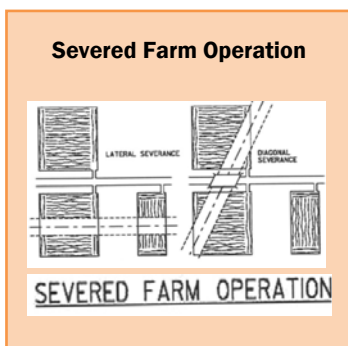 Severed Farm Operation
LATERAL SEVERANCE
DIAGONAL
SEVERANCE
SEVERED FARM OPERATION